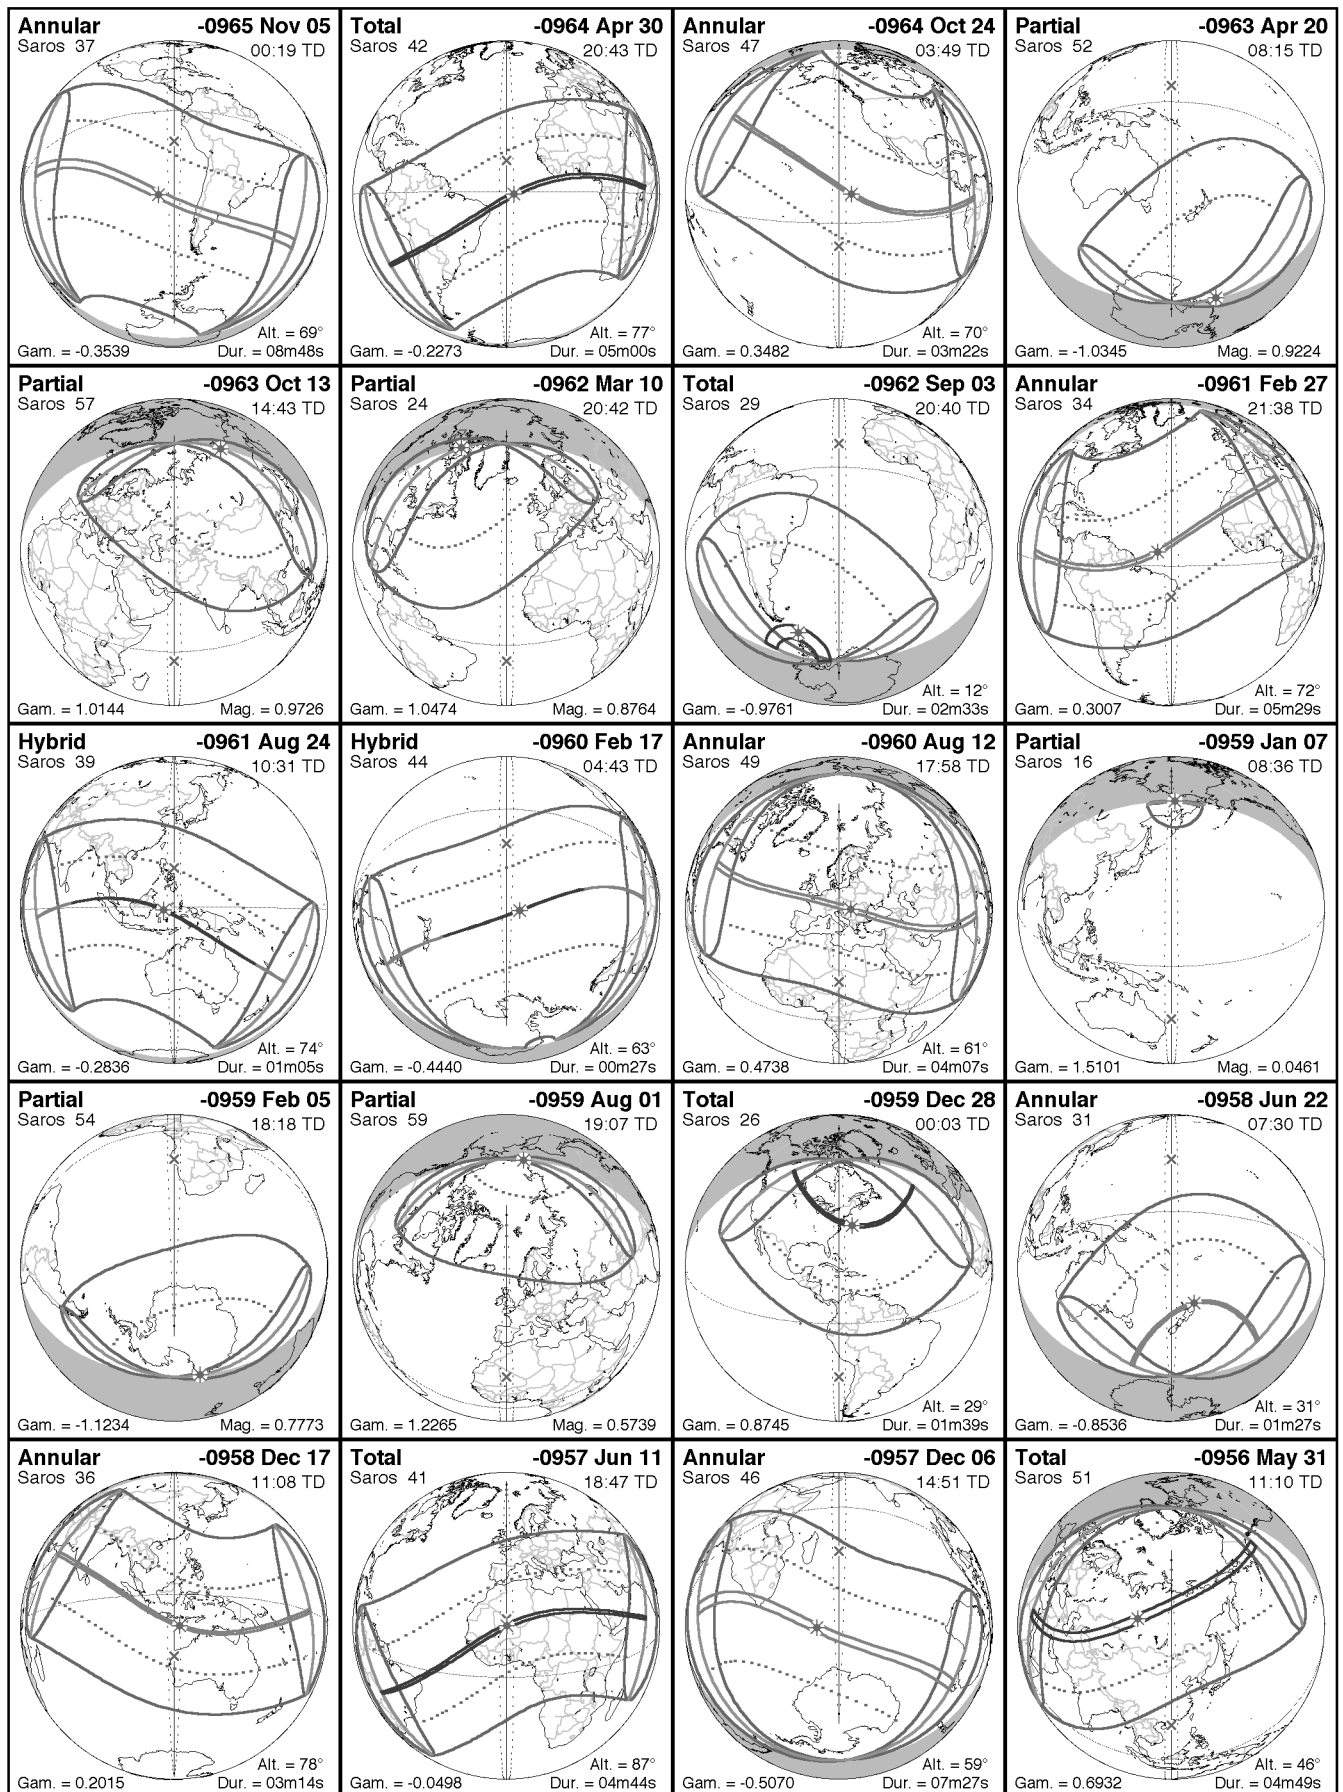 Annular -0965 Nov 05
Saros 37 00:19 TD
Alt. = 69°
Gam. = -0.3539 Dur. = 08m48s
Total -0964 Apr 30
Saros 42 20:43 TD
Alt. = 77°
Gam. = -0.2273 Dur. = 05m00s
Annular -0964 Oct 24
Saros 47 03:49 TD
Alt. = 70°
Gam. = 0.3482 Dur. = 03m22s
Partial -0963 Apr 20
Saros 52 08:15 TD
Gam. = -1.0345 Mag. = 0.9224
Partial -0963 Oct 13
Saros 57 14:43 TD
Gam. = 1.0144 Mag. = 0.9726
Partial -0962 Mar 10
Saros 24 20:42 TD
Gam. = 1.0474 Mag. = 0.8764
Total -0962 Sep 03
Saros 29 20:40 TD
Alt. = 12°
Gam. = -0.9761 Dur. = 02m33s
Annular -0961 Feb 27
Saros 34 21:38 TD
Alt. = 72°
Gam. = 0.3007 Dur. = 05m29s
Hybrid -0961 Aug 24
Saros 39 10:31 TD
Alt. = 74°
Gam. = -0.2836 Dur. = 01m05s
Hybrid -0960 Feb 17
Saros 44 04:43 TD
Alt. = 63°
Gam. = -0.4440 Dur. = 00m27s
Annular -0960 Aug 12
Saros 49 17:58 TD
Alt. = 61°
Gam. = 0.4738 Dur. = 04m07s
Partial -0959 Jan 07
Saros 16 08:36 TD
Gam. = 1.5101 Mag. = 0.0461
Partial -0959 Feb 05
Saros 54 18:18 TD
Gam. = -1.1234 Mag. = 0.7773
Partial -0959 Aug 01
Saros 59 19:07 TD
Gam. = 1.2265 Mag. = 0.5739
Total -0959 Dec 28
Saros 26 00:03 TD
Alt. = 29°
Gam. = 0.8745 Dur. = 01m39s
Annular -0958 Jun 22
Saros 31 07:30 TD
Alt. = 31°
Gam. = -0.8536 Dur. = 01m27s
Annular -0958 Dec 17
Saros 36 11:08 TD
Alt. = 78°
Gam. = 0.2015 Dur. = 03m14s
Total -0957 Jun 11
Saros 41 18:47 TD
Alt. = 87°
Gam. = -0.0498 Dur. = 04m44s
Annular -0957 Dec 06
Saros 46 14:51 TD
Alt. = 59°
Gam. = -0.5070 Dur. = 07m27s
Total -0956 May 31
Saros 51 11:10 TD
Alt. = 46°
Gam. = 0.6932 Dur. = 04m49s